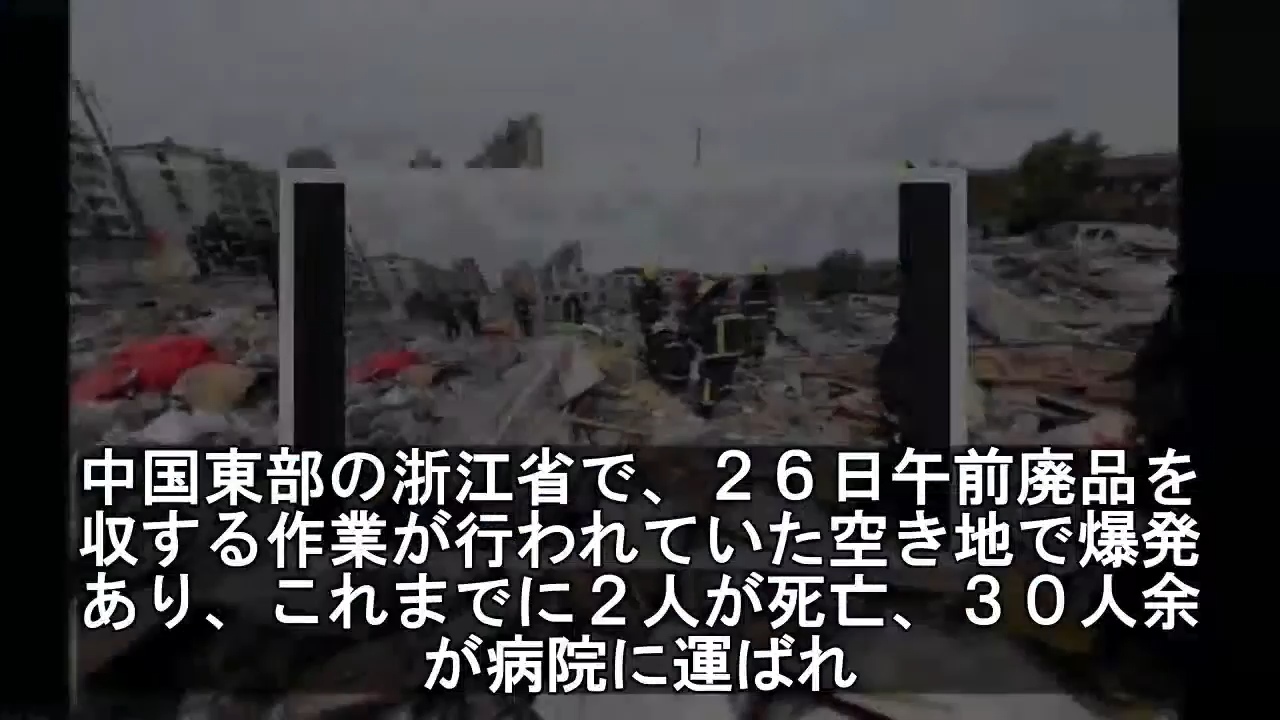 中国東部の浙江省で、２６日午前廃品を
収する作業が行われていた空き地で爆発
あり、これまでに２人が死亡、３０人余
が病院に運ばれ